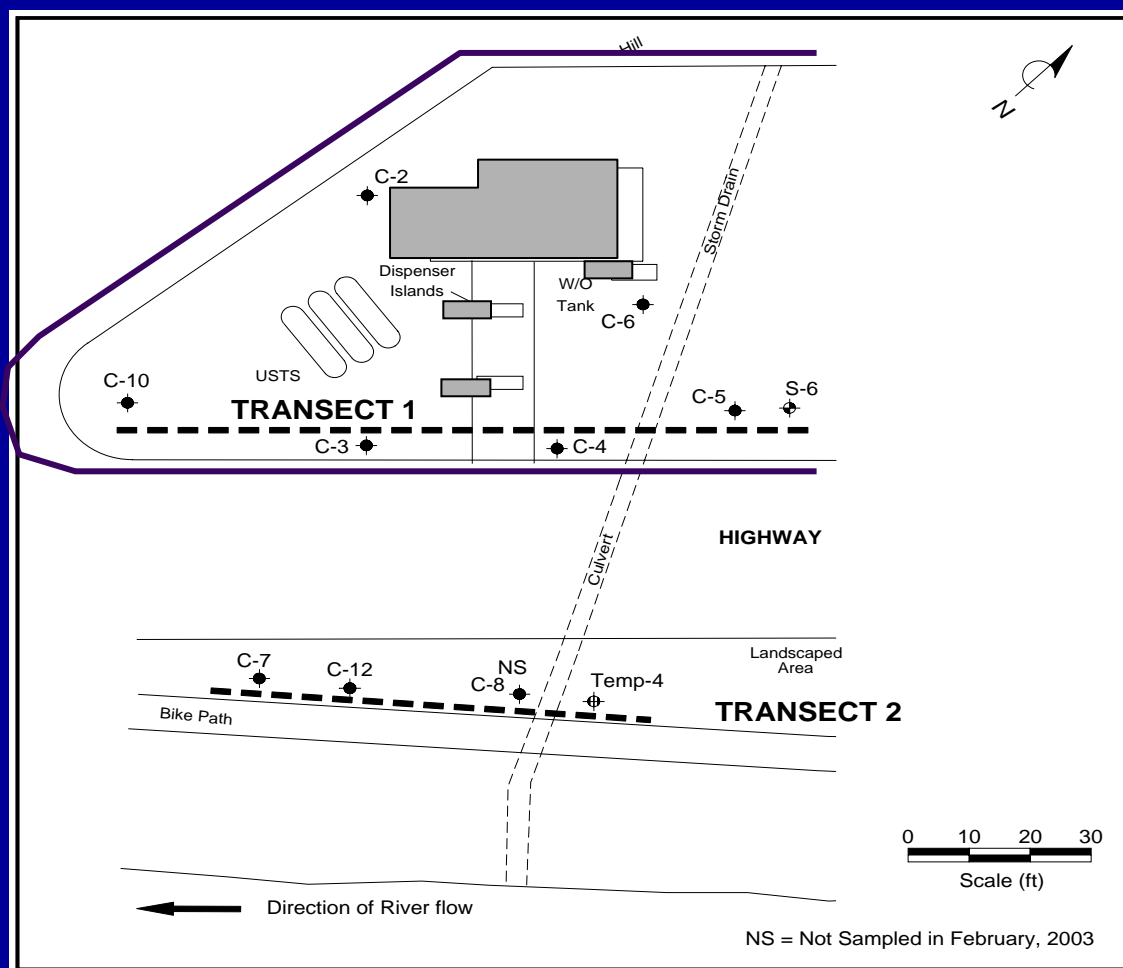 Hill
N
C-2
Storm Drain
Dispenser
Islands
W/O
Tank
C-6
USTS
C-10
TRANSECT 1
C-5
S-6
C-3
C-4
HIGHWAY
Culvert
Landscaped
Area
C-7
C-12
NS
C-8
Temp-4
TRANSECT 2
Bike Path
0 10 20 30
Scale (ft)
Direction of River flow
NS = Not Sampled in February, 2003